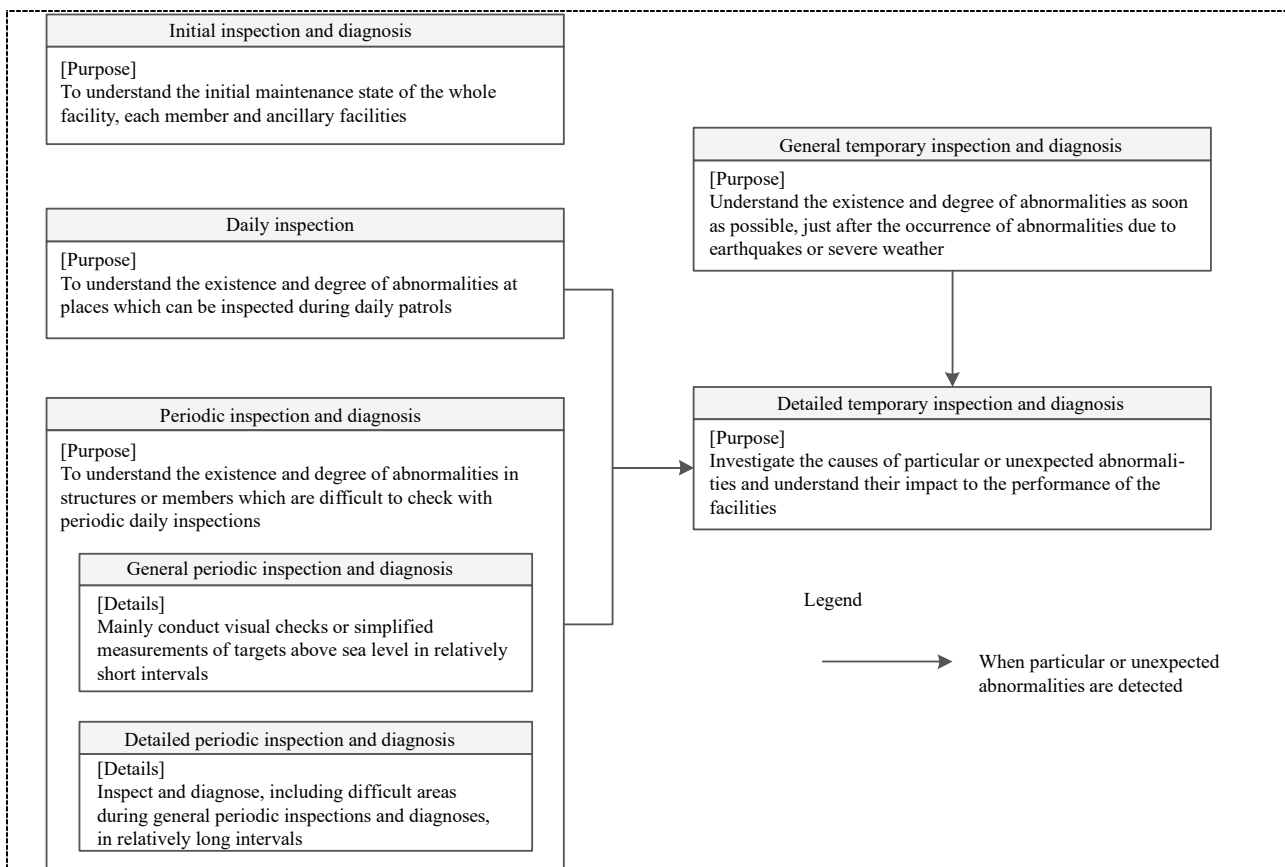 Initial inspection and diagnosis
[Purpose]
To understand the initial maintenance state of the whole
facility, each member and ancillary facilities
Daily inspection
[Purpose]
To understand the existence and degree of abnormalities at
places which can be inspected during daily patrols
Periodic inspection and diagnosis
[Purpose]
To understand the existence and degree of abnormalities in
structures or members which are difficult to check with
periodic daily inspections
General periodic inspection and diagnosis
[Details]
Mainly conduct visual checks or simplified
measurements of targets above sea level in relatively
short intervals
Detailed periodic inspection and diagnosis
[Details]
Inspect and diagnose, including difficult areas
during general periodic inspections and diagnoses,
in relatively long intervals
General temporary inspection and diagnosis
[Purpose]
Understand the existence and degree of abnormalities as soon
as possible, just after the occurrence of abnormalities due to
earthquakes or severe weather
Detailed temporary inspection and diagnosis
[Purpose]
Investigate the causes of particular or unexpected abnormali-
ties and understand their impact to the performance of the
facilities
Legend
When particular or unexpected
abnormalities are detected